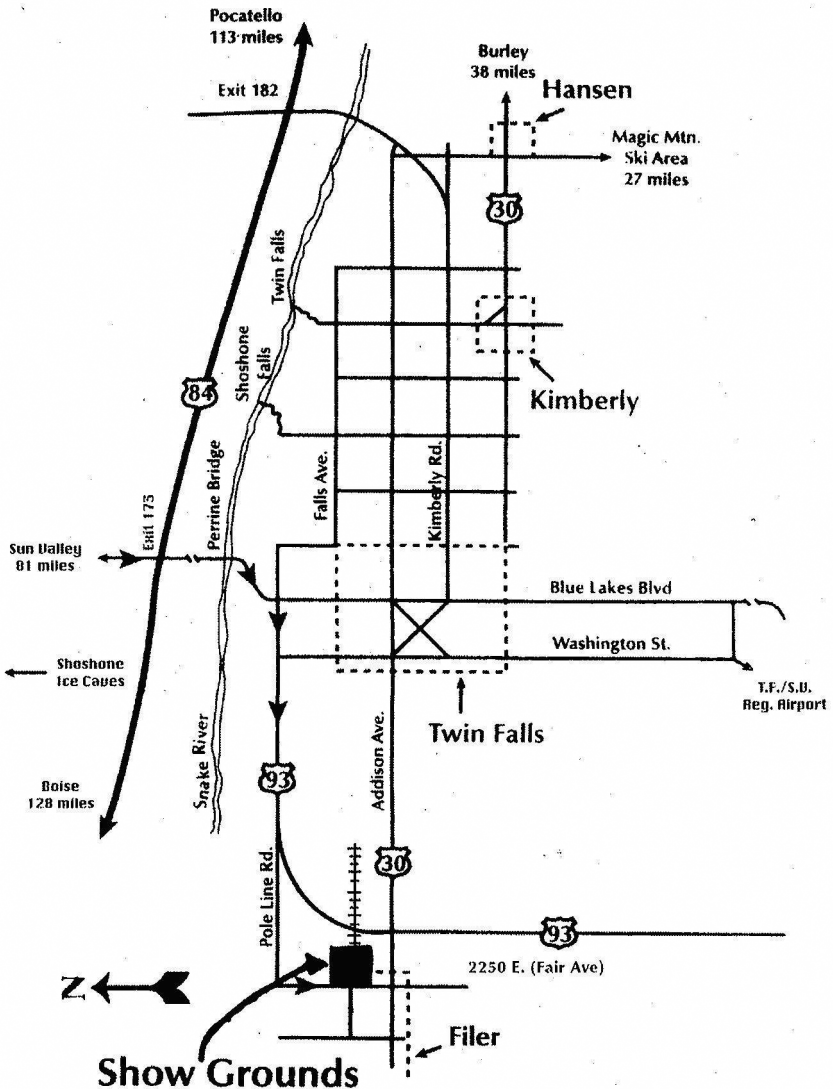 Pocatello
113 miles
Burley
38 miles
Hansen
Exit 182
Magic Mtn.
Ski Area
27 miles
30
Twin Falls
Shoshone
Falls
Kimberly
84
Perrine Bridge
Falls Ave.
Kimberly Rd.
Exit 173
Sun Valley
81 miles
Blue Lakes Blvd
Washington St.
Shoshone
Ice Caves
T.F./S.V.
Reg. Airport
Twin Falls
Snake River
Addison Ave.
93
Boise
128 miles
Pole Line Rd.
30
93
2250 E. (Fair Ave)
N
Filer
Show Grounds